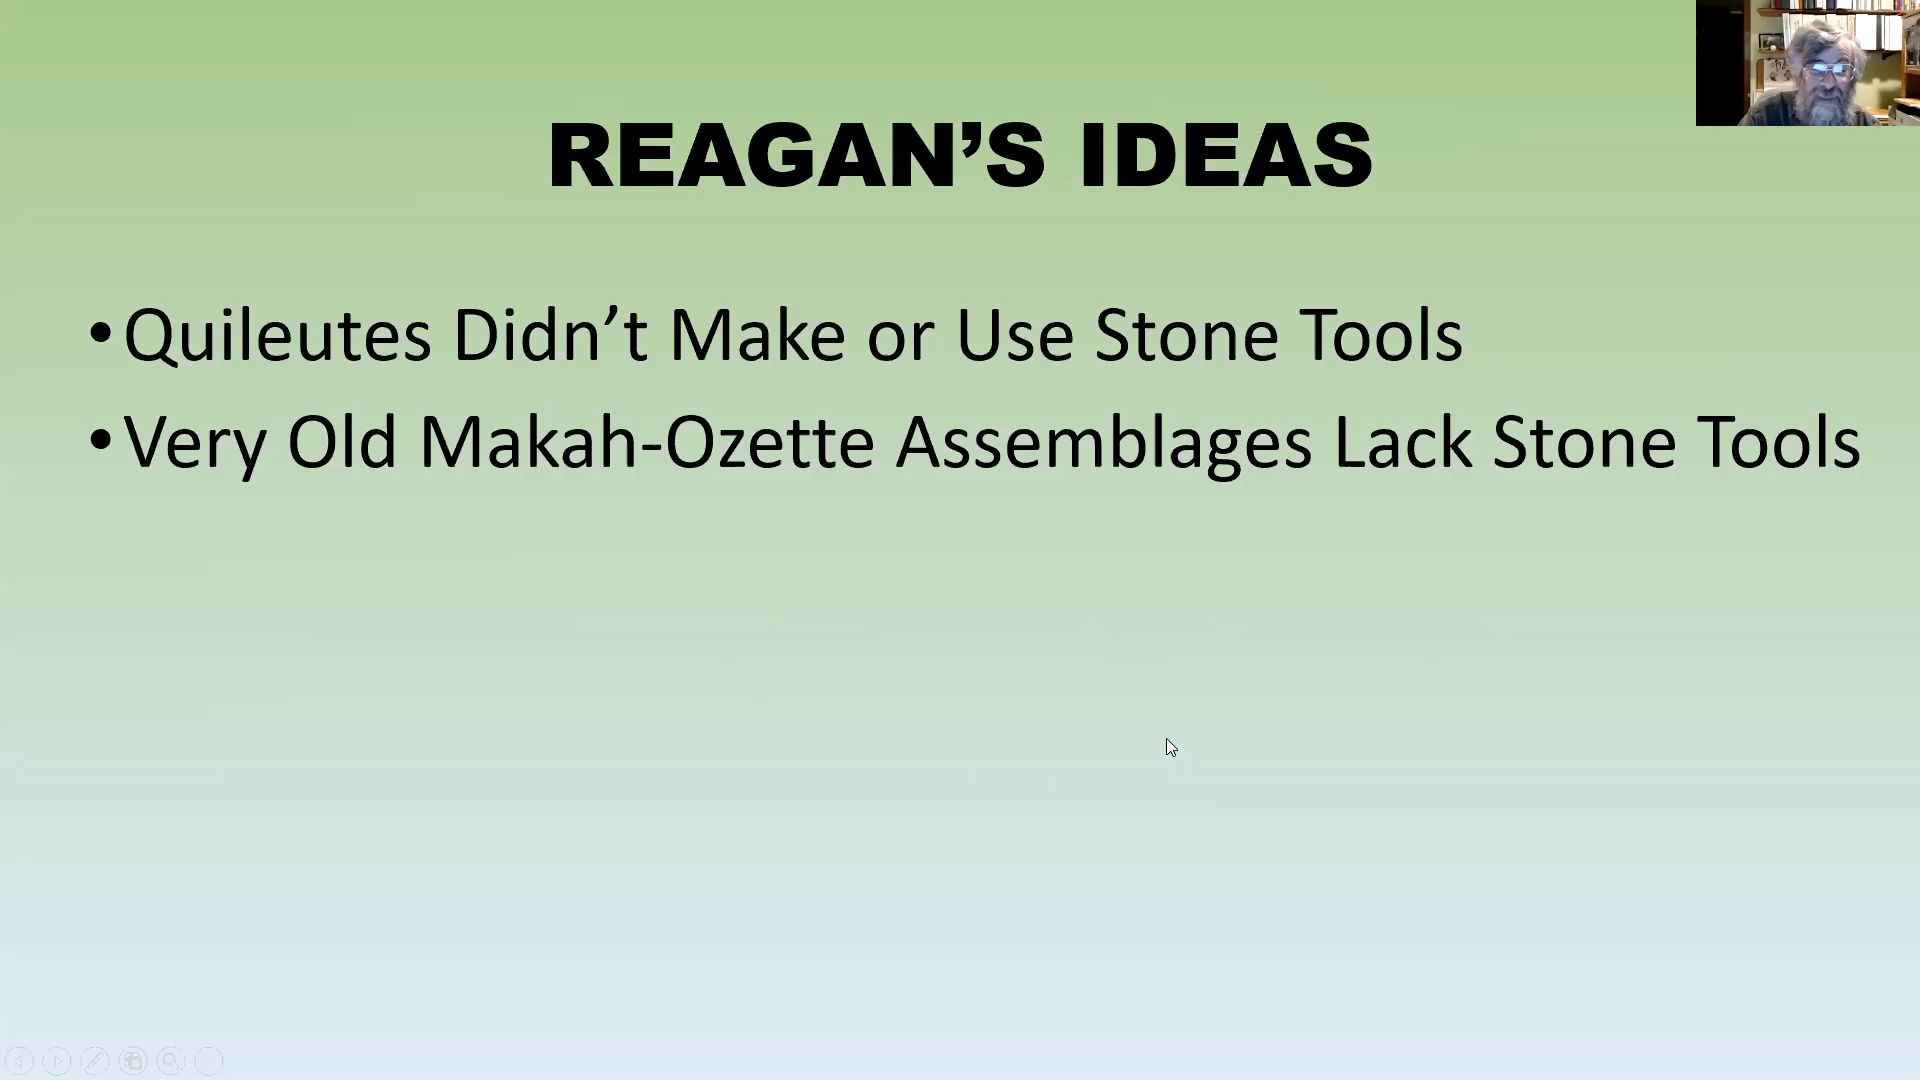 REAGAN’S IDEAS
•Quileutes Didn’t Make or Use Stone Tools
•Very Old Makah-Ozette Assemblages Lack Stone Tools